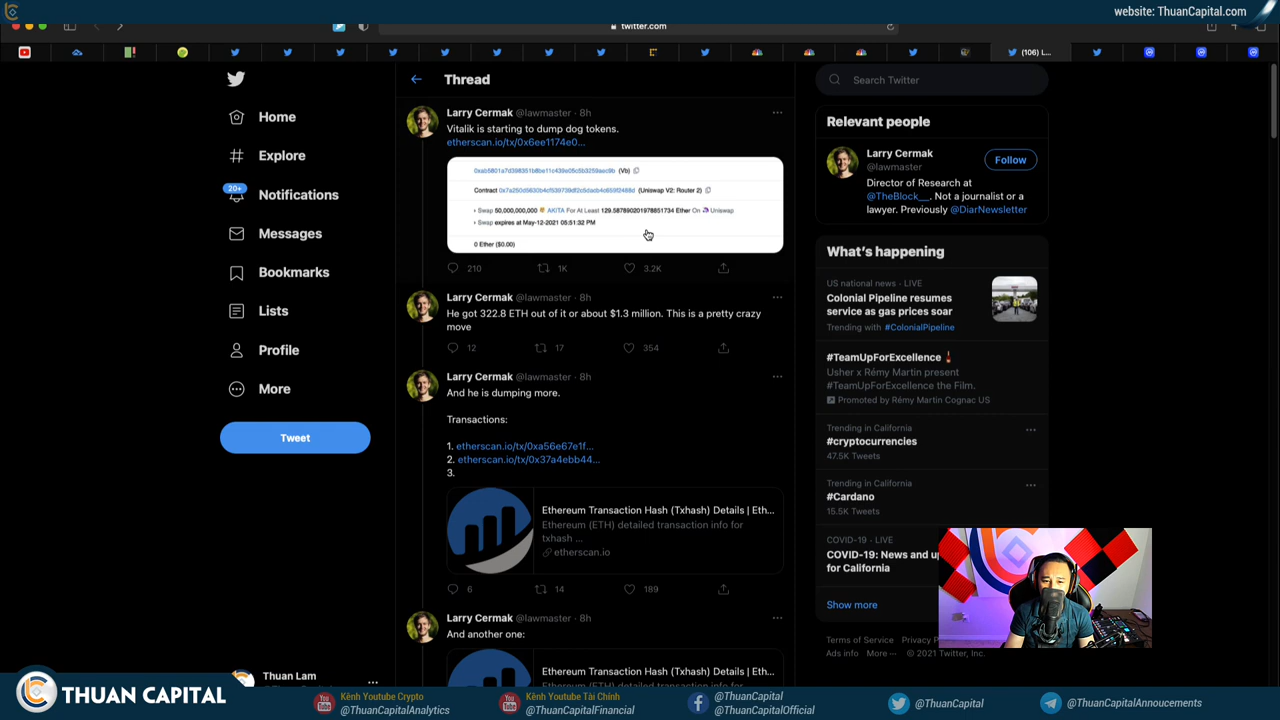 website: ThuanCapital.com
twitter.com
(106) L...
Thread
Search Twitter
Home
Explore
20+
Notifications
Messages
Bookmarks
Lists
Profile
More
Tweet
Thuan Lam
Larry Cermak @lawmaster · 8h
Vitalik is starting to dump dog tokens.
etherscan.io/tx/0x6ee1174e0...
(Vb)
Contract (Uniswap V2: Router 2)
Swap 50,000,000,000 AKITA For At Least 129.587890201978851734 Ether On Uniswap
Swap expires at May-12-2021 05:51:32 PM
0 Ether ($0.00)
210 1K 3.2K
Larry Cermak @lawmaster · 8h
He got 322.8 ETH out of it or about $1.3 million. This is a pretty crazy
move
12 17 354
Larry Cermak @lawmaster · 8h
And he is dumping more.
Transactions:
1. etherscan.io/tx/0xa56e67e1f...
2. etherscan.io/tx/0x37a4ebb44...
3.
Ethereum Transaction Hash (Txhash) Details | Eth...
Ethereum (ETH) detailed transaction info for
txhash ...
etherscan.io
6 14 189
Larry Cermak @lawmaster · 8h
And another one:
Ethereum Transaction Hash (Txhash) Details | Eth...
Relevant people
Larry Cermak
@lawmaster
Follow
Director of Research at
@TheBlock__. Not a journalist or a
lawyer. Previously @DiarNewsletter
What's happening
US national news · LIVE
Colonial Pipeline resumes
service as gas prices soar
Trending with #ColonialPipeline
#TeamUpForExcellence
Usher x Rémy Martin present
#TeamUpForExcellence the Film.
Promoted by Rémy Martin Cognac US
Trending in California
#cryptocurrencies
47.5K Tweets
Trending in California
#Cardano
15.5K Tweets
COVID-19 · LIVE
COVID-19: News and
for California
Show more
Terms of Service Privacy
Ad info More ··· © 2021 Twitter, Inc.
THUAN CAPITAL
Kênh Youtube Crypto
@ThuanCapitalAnalytics
Kênh Youtube Tài Chính
@ThuanCapitalFinancial
@ThuanCapital
@ThuanCapitalOfficial
@ThuanCapital
@ThuanCapitalAnnoucements